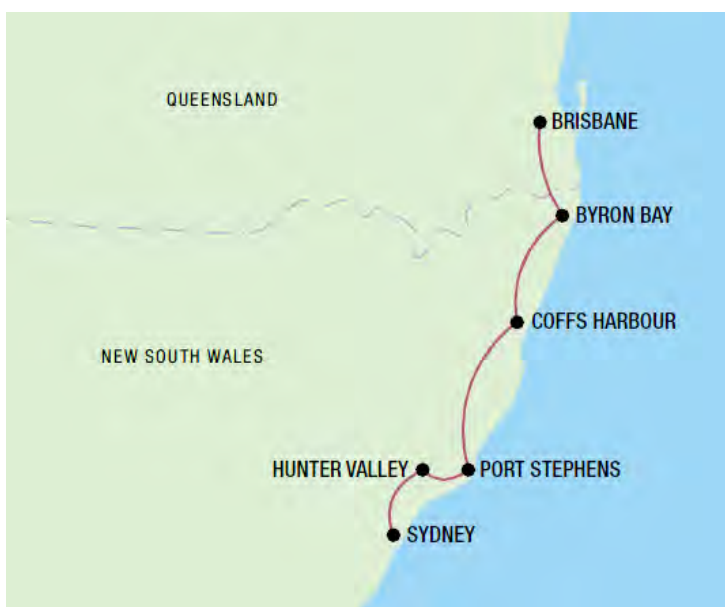 QUEENSLAND
BRISBANE
BYRON BAY
COFFS HARBOUR
NEW SOUTH WALES
HUNTER VALLEY
PORT STEPHENS
SYDNEY